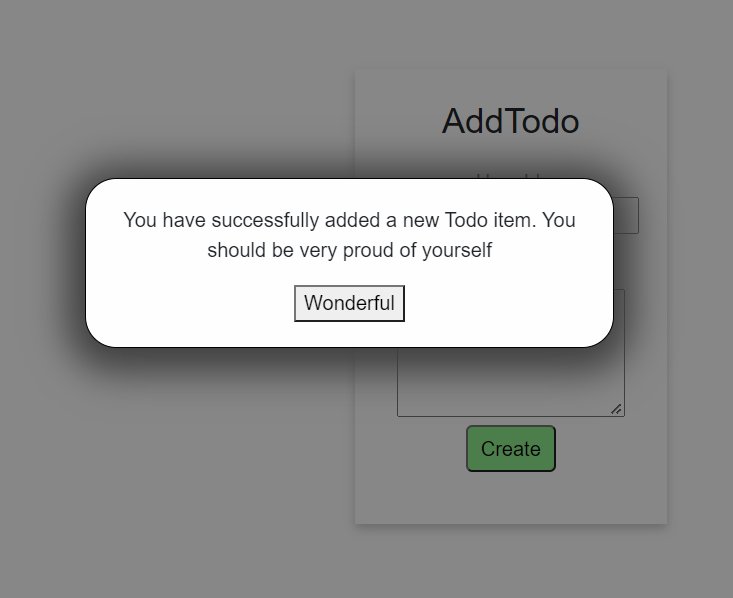 AddTodo
You have successfully added a new Todo item. You
should be very proud of yourself
Wonderful
Create